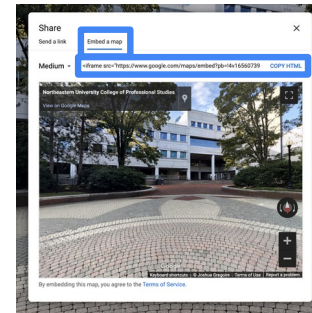 Share
Send a link
Embed a map
Medium
<iframe src="https://www.google.com/maps/embed?pb=!4v16560739
COPY HTML
Northeastern University College of Professional Studies
View on Google Maps
Keyboard shortcuts
© Joshua Gregoire
Terms of Use
Report a problem
By embedding this map, you agree to the Terms of Service.